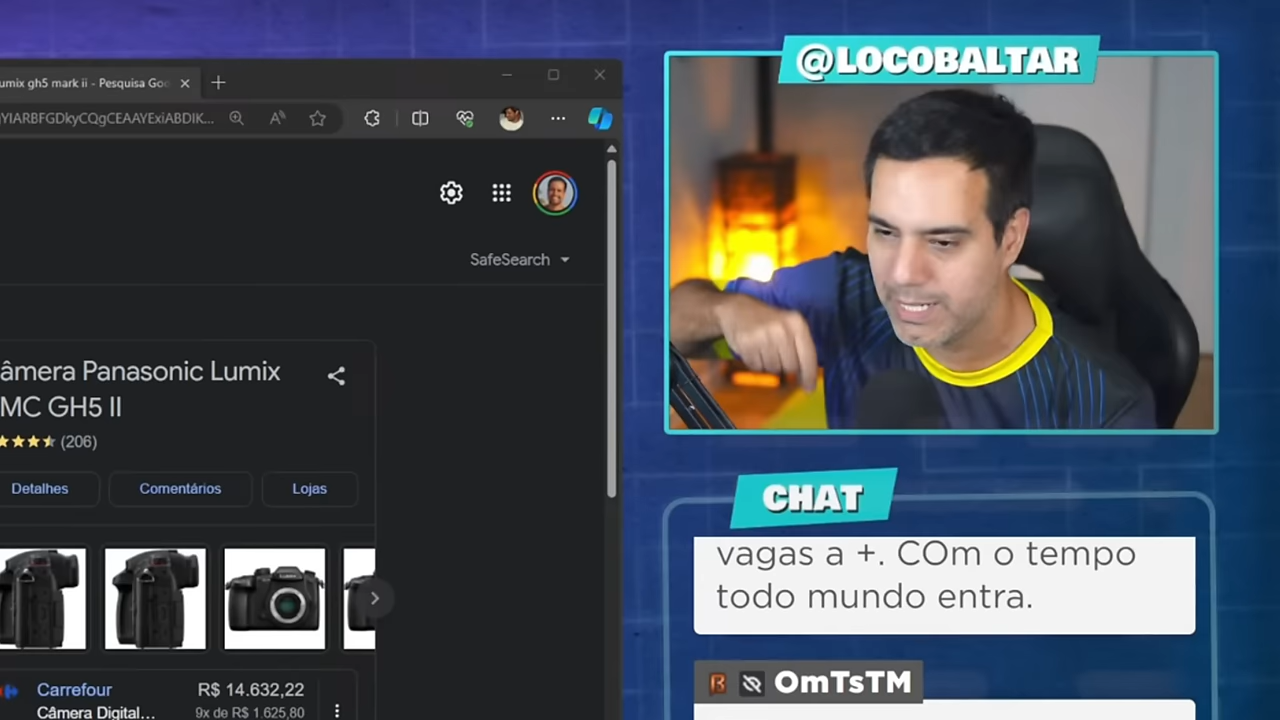 @LOCOBALTAR
umix gh5 mark ii - Pesquisa Goo
YIARBFGDkyCQgCEAAYExiABDIK...
SafeSearch
âmera Panasonic Lumix
MC GH5 II
(206)
Detalhes
Comentários
Lojas
CHAT
vagas a +. COm o tempo
todo mundo entra.
OmTsTM
Carrefour
R$ 14.632,22
Câmera Digital...
9x de R$ 1.625,80